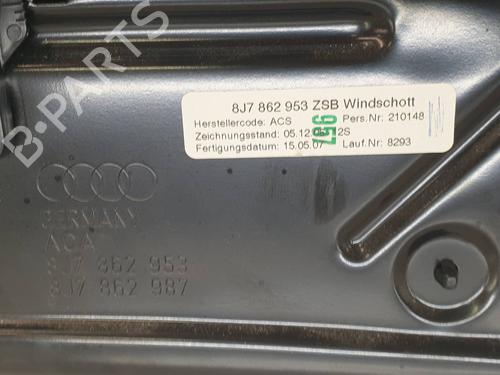 8J7 862 953 ZSB Windschott
Herstellercode: ACS Pers.Nr: 210148
Zeichnungsstand: 05.12. 2S
Fertigungsdatum: 15.05.07 Lauf.Nr: 8293
957
GERMANY
ACA
8J7 862 953
8J7 862 987
B-PARTS